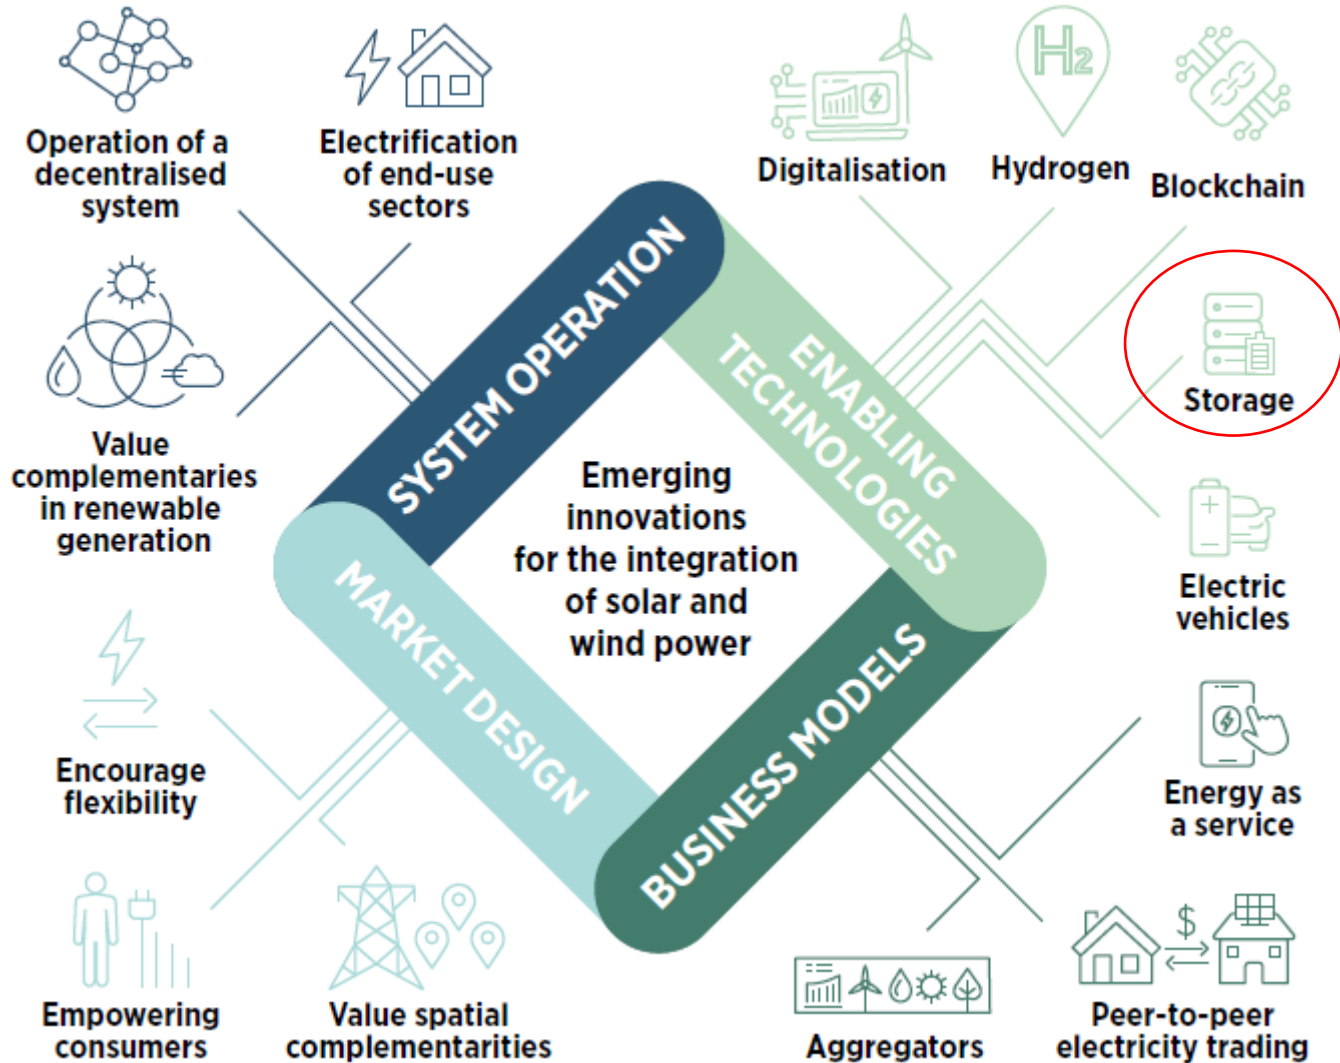 Operation of a
decentralised
system
Electrification
of end-use
sectors
H2
Digitalisation
Hydrogen
Blockchain
Storage
Value
complementaries
in renewable
generation
SYSTEM OPERATION
ENABLING
TECHNOLOGIES
Emerging
innovations
for the integration
of solar and
wind power
MARKET DESIGN
BUSINESS MODELS
Electric
vehicles
Encourage
flexibility
Energy as
a service
Empowering
consumers
Value spatial
complementarities
Aggregators
$
Peer-to-peer
electricity trading